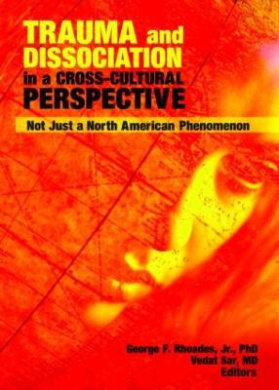 TRAUMA and
DISSOCIATION
in a CROSS-CULTURAL
PERSPECTIVE
Not Just a North American Phenomenon
George F. Rhoades, Jr., PhD
Vedat Sar, MD
Editors